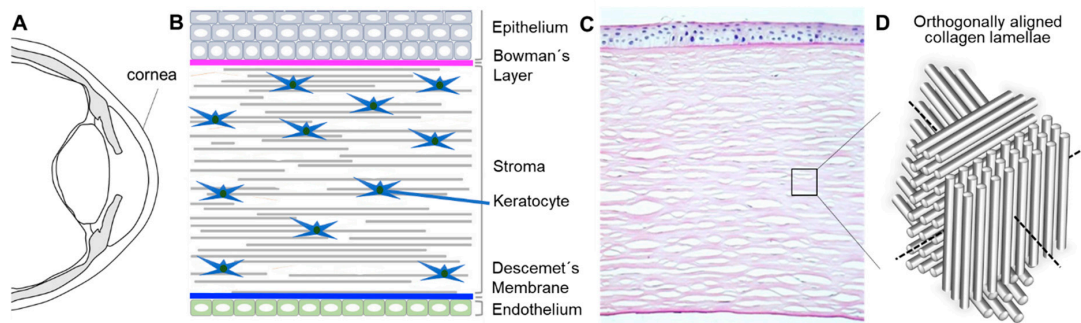 A
cornea
B
Epithelium
Bowman´s
Layer
Stroma
Keratocyte
Descemet´s
Membrane
Endothelium
C
D
Orthogonally aligned
collagen lamellae